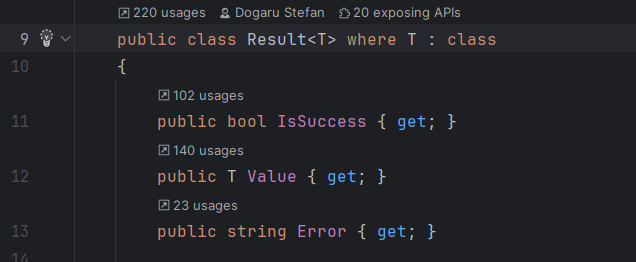 220 usages Dogaru Stefan 20 exposing APIs
9 public class Result<T> where T : class
10 {
102 usages
11 public bool IsSuccess { get; }
140 usages
12 public T Value { get; }
23 usages
13 public string Error { get; }
14